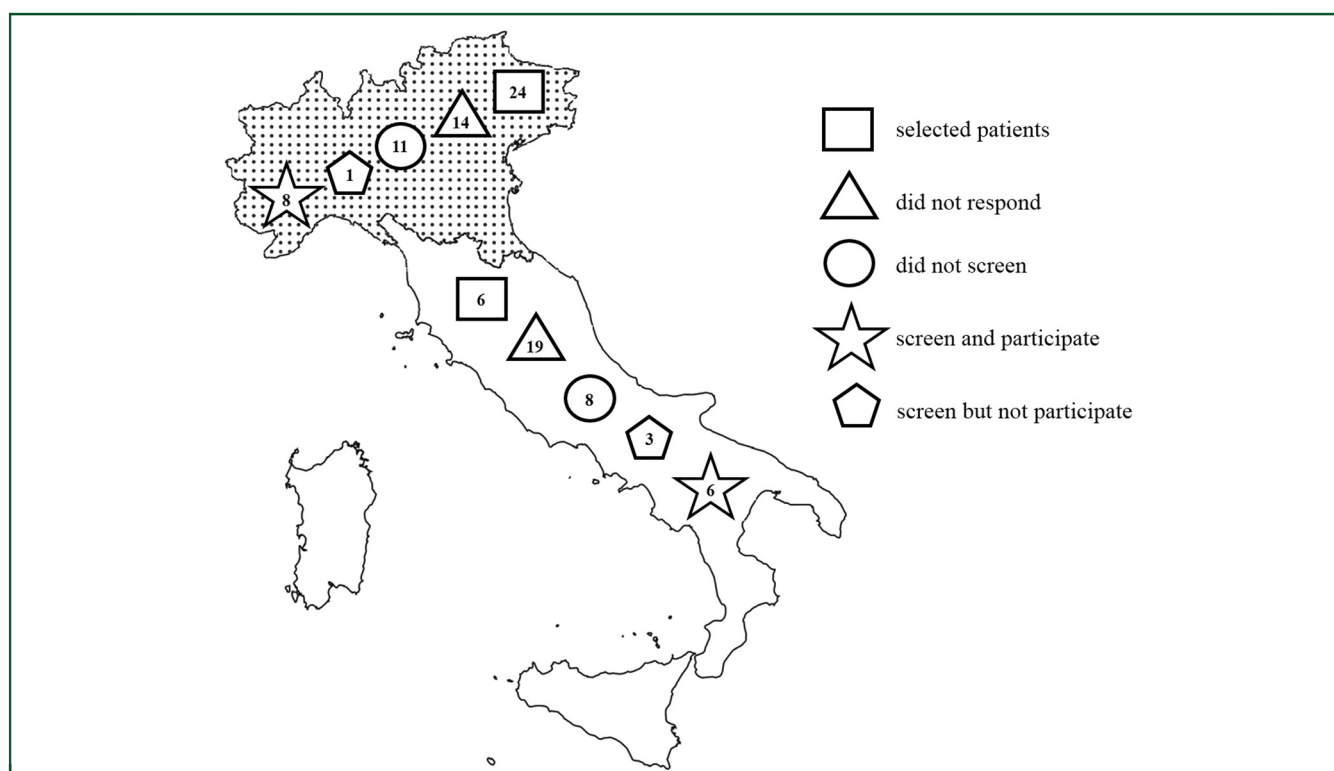 24
14
11
1
8
6
19
8
3
6
selected patients
did not respond
did not screen
screen and participate
screen but not participate